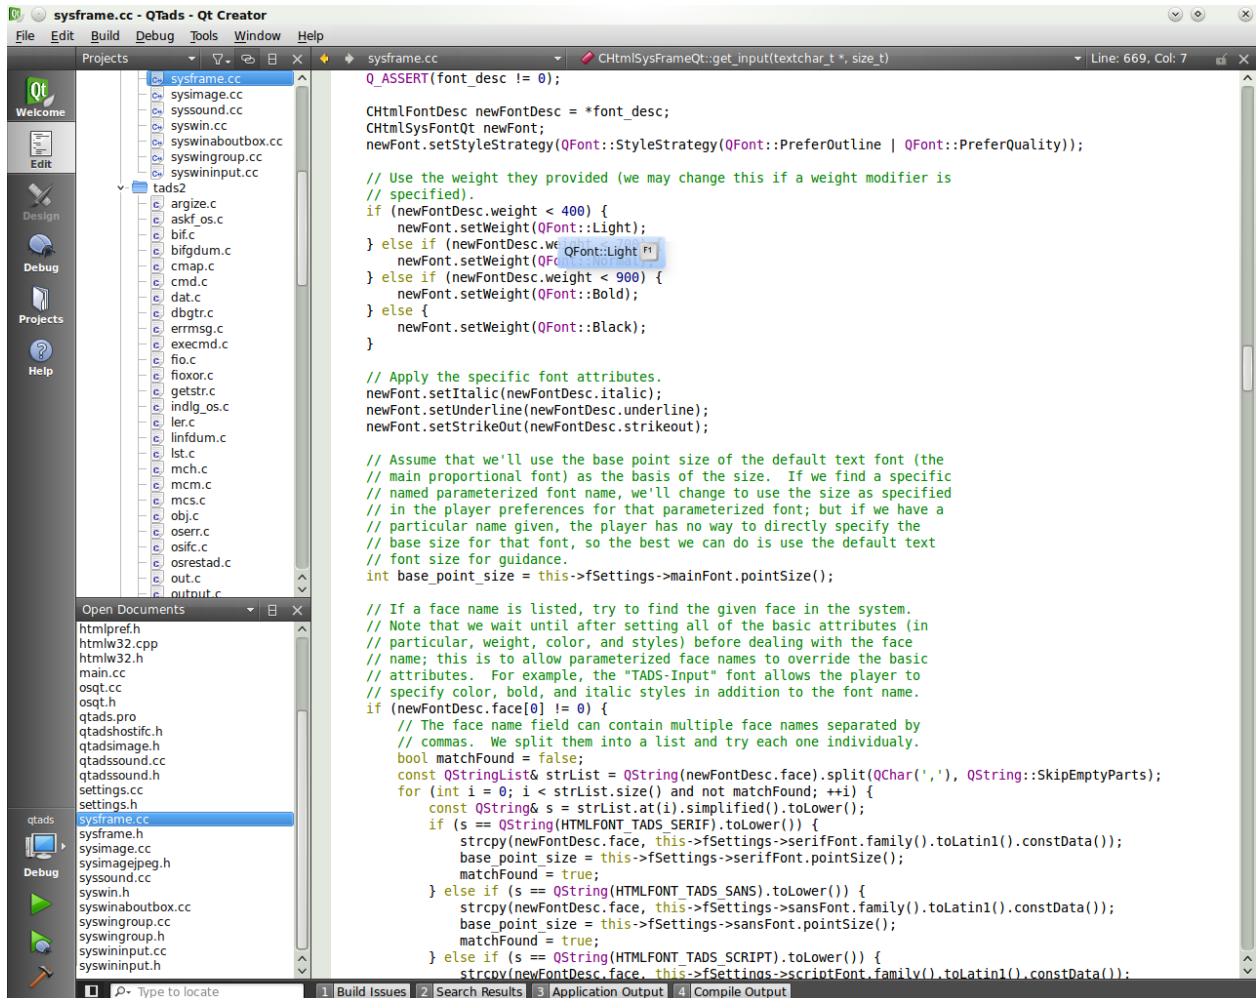 sysframe.cc - QTads - Qt Creator
File Edit Build Debug Tools Window Help
Projects
sysframe.cc
CHtmlSysFrameQt::get_input(textchar_t *, size_t)
Line: 669, Col: 7
Qt
Welcome
Edit
Design
Debug
Projects
Help
qtads
Debug
sysframe.cc
sysimage.cc
syssound.cc
syswin.cc
syswinaboutbox.cc
syswingroup.cc
syswininput.cc
tads2
argize.c
askf_os.c
bif.c
bifgdum.c
cmap.c
cmd.c
dat.c
dbgtr.c
errmsg.c
execmd.c
fio.c
fioxor.c
getstr.c
indlg_os.c
ler.c
linfdum.c
lst.c
mch.c
mcm.c
mcs.c
obj.c
oserr.c
osifc.c
osrestad.c
out.c
output.c
Open Documents
htmlpref.h
htmlw32.cpp
htmlw32.h
main.cc
osqt.cc
osqt.h
qtads.pro
qtadshostifc.h
qtadsimage.h
qtadssound.cc
qtadssound.h
settings.cc
settings.h
sysframe.cc
sysframe.h
sysimage.cc
sysimagejpeg.h
syssound.cc
syswin.h
syswinaboutbox.cc
syswingroup.cc
syswingroup.h
syswininput.cc
syswininput.h
Q_ASSERT(font_desc != 0);
CHtmlFontDesc newFontDesc = *font_desc;
CHtmlSysFontQt newFont;
newFont.setStyleStrategy(QFont::StyleStrategy(QFont::PreferOutline | QFont::PreferQuality));
// Use the weight they provided (we may change this if a weight modifier is
// specified).
if (newFontDesc.weight < 400) {
newFont.setWeight(QFont::Light);
} else if (newFontDesc.weight < 700) {
newFont.setWeight(QFont::Normal);
QFont::Light F1
} else if (newFontDesc.weight < 900) {
newFont.setWeight(QFont::Bold);
} else {
newFont.setWeight(QFont::Black);
}
// Apply the specific font attributes.
newFont.setItalic(newFontDesc.italic);
newFont.setUnderline(newFontDesc.underline);
newFont.setStrikeOut(newFontDesc.strikeout);
// Assume that we'll use the base point size of the default text font (the
// main proportional font) as the basis of the size.  If we find a specific
// named parameterized font name, we'll change to use the size as specified
// in the player preferences for that parameterized font; but if we have a
// particular name given, the player has no way to directly specify the
// base size for that font, so the best we can do is use the default text
// font size for guidance.
int base_point_size = this->fSettings->mainFont.pointSize();
// If a face name is listed, try to find the given face in the system.
// Note that we wait until after setting all of the basic attributes (in
// particular, weight, color, and styles) before dealing with the face
// name; this is to allow parameterized face names to override the basic
// attributes.  For example, the "TADS-Input" font allows the player to
// specify color, bold, and italic styles in addition to the font name.
if (newFontDesc.face[0] != 0) {
// The face name field can contain multiple face names separated by
// commas.  We split them into a list and try each one individualy.
bool matchFound = false;
const QStringList& strList = QString(newFontDesc.face).split(QChar(','), QString::SkipEmptyParts);
for (int i = 0; i < strList.size() and not matchFound; ++i) {
const QString& s = strList.at(i).simplified().toLower();
if (s == QString(HTMLFONT_TADS_SERIF).toLower()) {
strcpy(newFontDesc.face, this->fSettings->serifFont.family().toLatin1().constData());
base_point_size = this->fSettings->serifFont.pointSize();
matchFound = true;
} else if (s == QString(HTMLFONT_TADS_SANS).toLower()) {
strcpy(newFontDesc.face, this->fSettings->sansFont.family().toLatin1().constData());
base_point_size = this->fSettings->sansFont.pointSize();
matchFound = true;
} else if (s == QString(HTMLFONT_TADS_SCRIPT).toLower()) {
strcpy(newFontDesc.face, this->fSettings->scriptFont.family().toLatin1().constData());
Type to locate
1 Build Issues 2 Search Results 3 Application Output 4 Compile Output